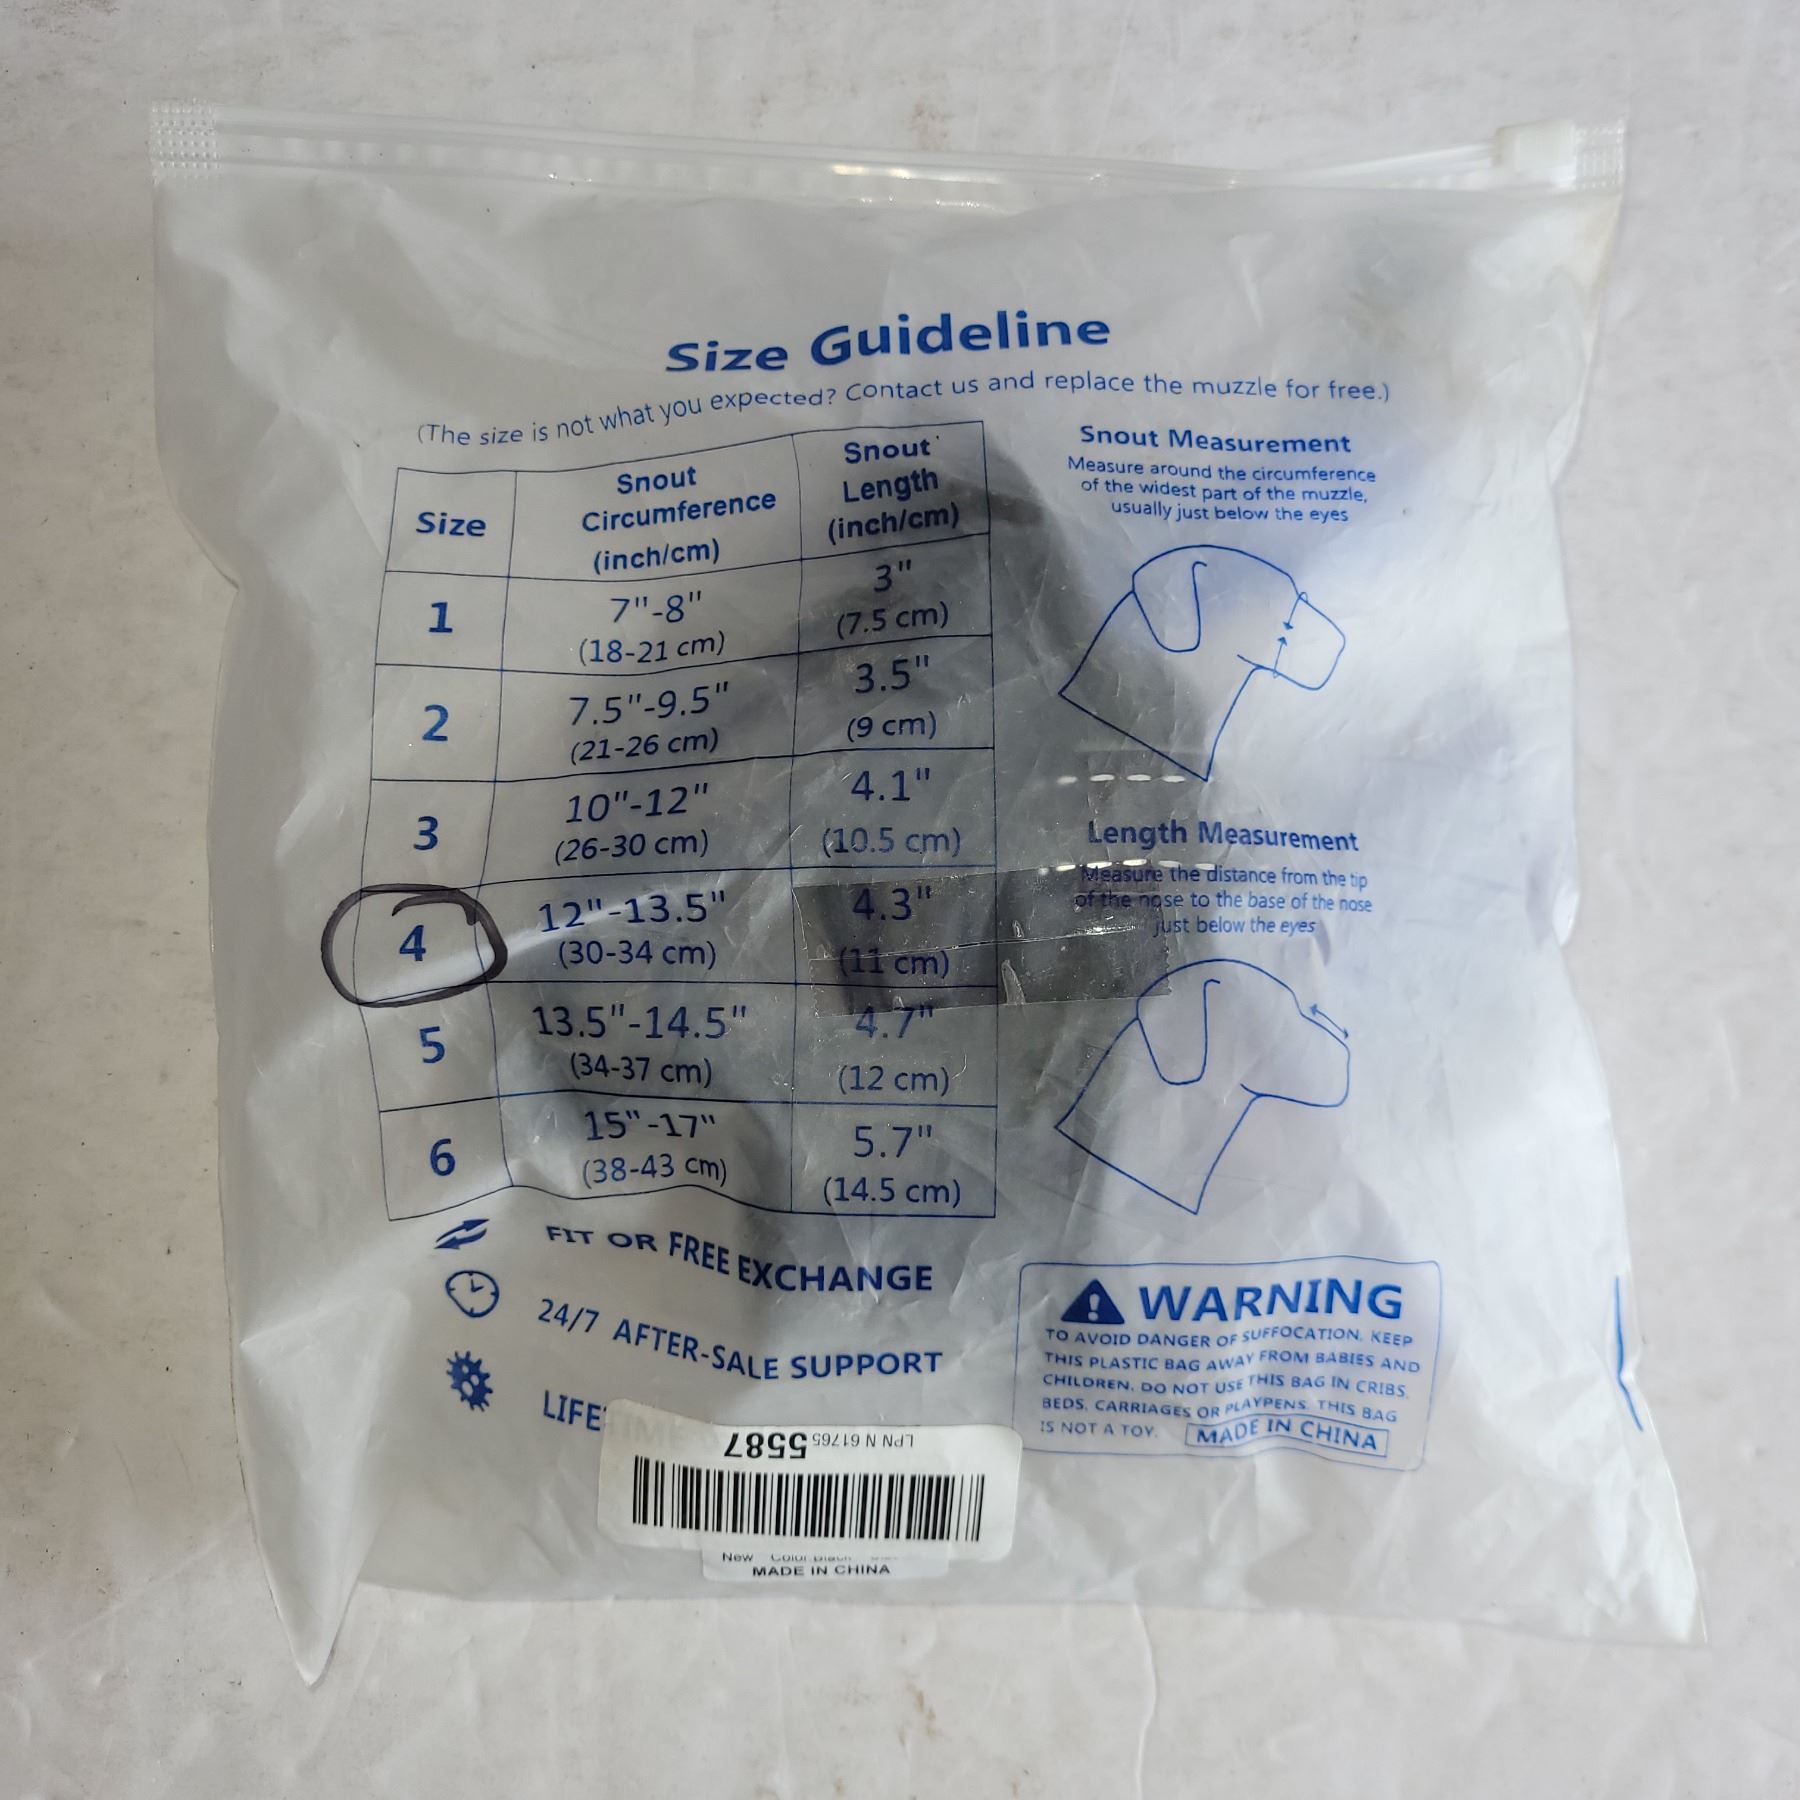 Size Guideline
(The size is not what you expected? Contact us and replace the muzzle for free.)
Size
Snout
Circumference
(inch/cm)
Snout
Length
(inch/cm)
1
7"-8"
(18-21 cm)
3"
(7.5 cm)
2
7.5"-9.5"
(21-26 cm)
3.5"
(9 cm)
3
10"-12"
(26-30 cm)
4.1"
(10.5 cm)
4
12"-13.5"
(30-34 cm)
4.3"
(11 cm)
5
13.5"-14.5"
(34-37 cm)
4.7"
(12 cm)
6
15"-17"
(38-43 cm)
5.7"
(14.5 cm)
Snout Measurement
Measure around the circumference
of the widest part of the muzzle,
usually just below the eyes
Length Measurement
Measure the distance from the tip
of the nose to the base of the nose
just below the eyes
FIT OR FREE EXCHANGE
24/7 AFTER-SALE SUPPORT
LIFETIME
WARNING
TO AVOID DANGER OF SUFFOCATION, KEEP
THIS PLASTIC BAG AWAY FROM BABIES AND
CHILDREN. DO NOT USE THIS BAG IN CRIBS,
BEDS, CARRIAGES OR PLAYPENS. THIS BAG
IS NOT A TOY. MADE IN CHINA
LPN N 61765 5587
New Color:Black
MADE IN CHINA